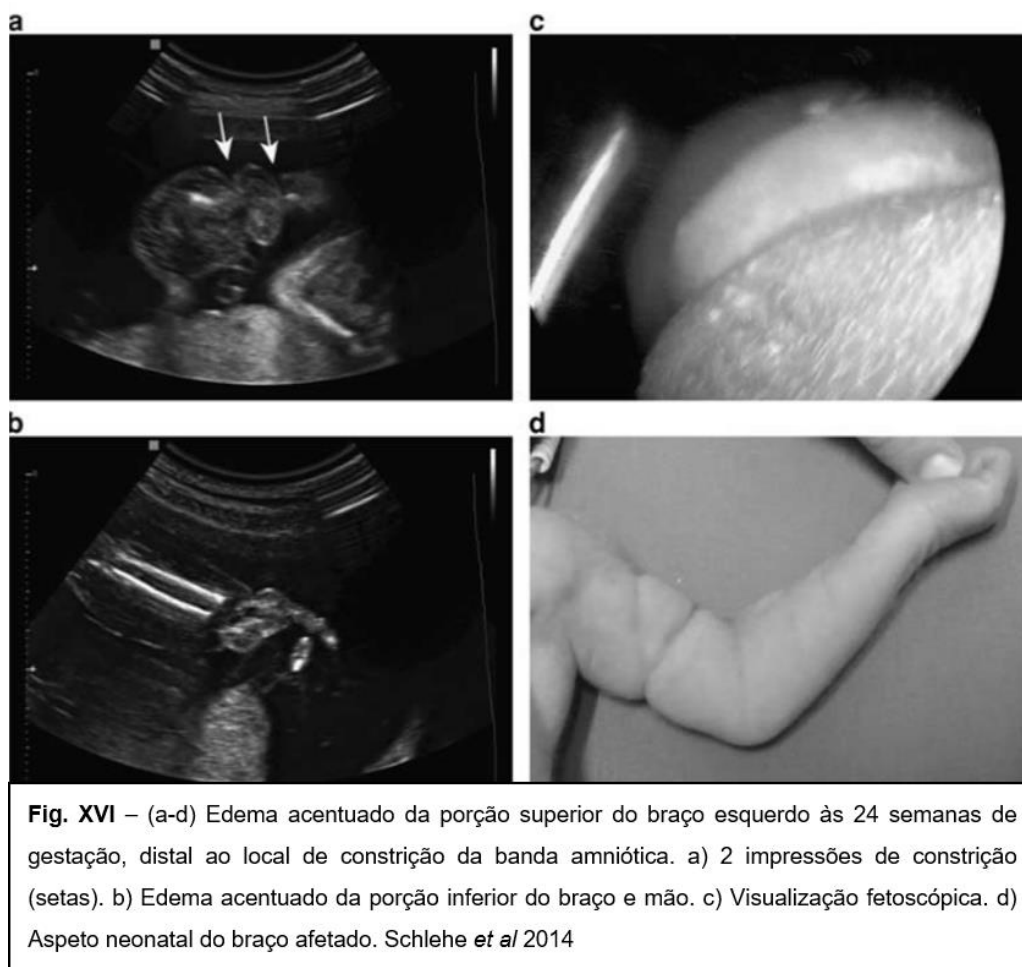 a
c
b
d
Fig. XVI – (a-d) Edema acentuado da porção superior do braço esquerdo às 24 semanas de
gestação, distal ao local de constrição da banda amniótica. a) 2 impressões de constrição
(setas). b) Edema acentuado da porção inferior do braço e mão. c) Visualização fetoscópica. d)
Aspeto neonatal do braço afetado. Schlehe et al 2014